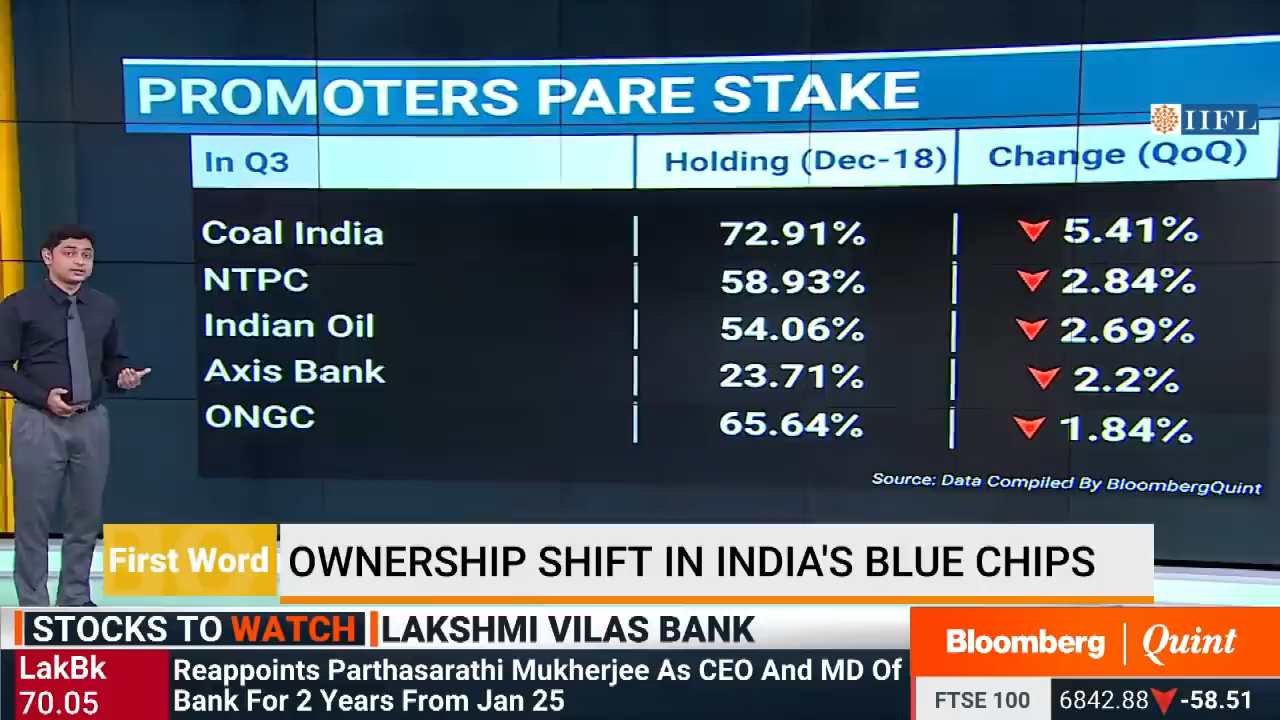 PROMOTERS PARE STAKE
IIFL
In Q3 Holding (Dec-18) Change (QoQ)
Coal India 72.91% 5.41%
NTPC 58.93% 2.84%
Indian Oil 54.06% 2.69%
Axis Bank 23.71% 2.2%
ONGC 65.64% 1.84%
Source: Data Compiled By BloombergQuint
First Word OWNERSHIP SHIFT IN INDIA'S BLUE CHIPS
STOCKS TO WATCH LAKSHMI VILAS BANK
LakBk
70.05
Reappoints Parthasarathi Mukherjee As CEO And MD Of
Bank For 2 Years From Jan 25
Bloomberg | Quint
FTSE 100 6842.88 -58.51